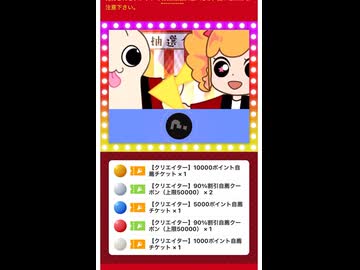 注意下さい。
抽選
【クリエイター】10000ポイント自
薦チケット × 1
【クリエイター】90%割引自薦クー
ポン（上限50000） × 2
【クリエイター】5000ポイント自薦
チケット × 1
【クリエイター】90%割引自薦クー
ポン（上限50000） × 1
【クリエイター】1000ポイント自薦
チケット × 1